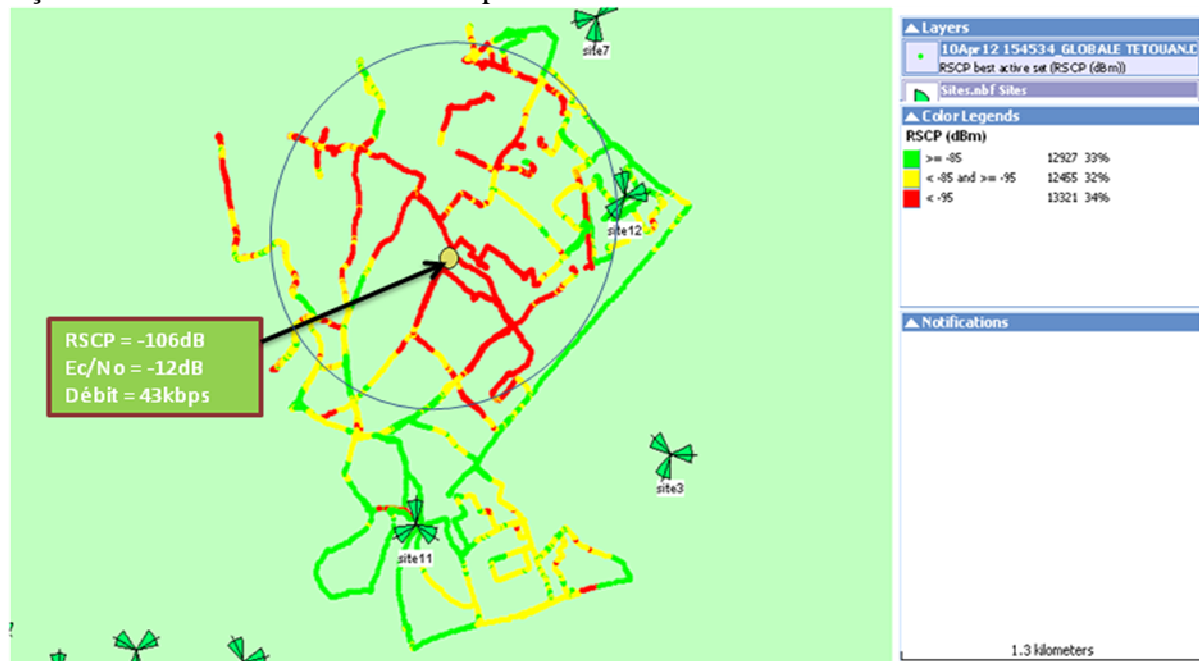 site7
site12
RSCP = -106dB
Ec/No = -12dB
Débit = 43kbps
site3
site11
Layers
10Apr12 154534 GLOBALE TETOUAN.D
RSCP best active set (RSCP (dBm))
Sites.nbf Sites
Color Legends
RSCP (dBm)
>= -85 12927 33%
< -85 and >= -95 12455 32%
< -95 13321 34%
Notifications
1.3 kilometers